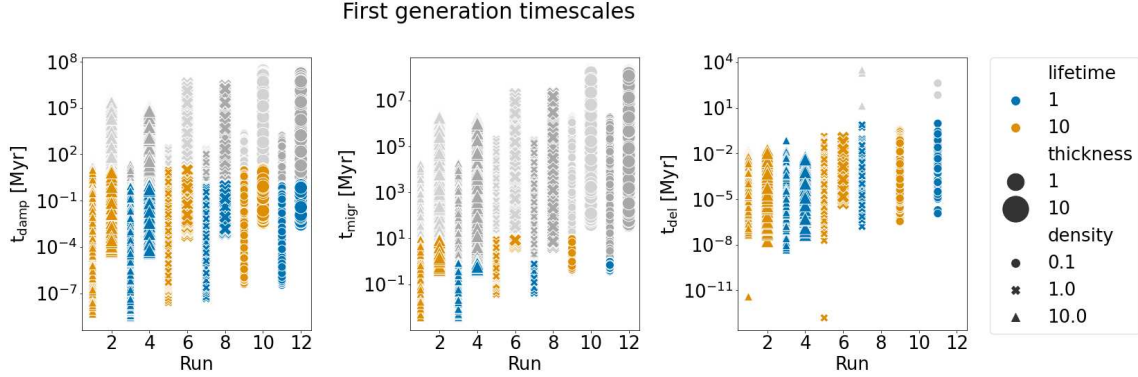 First generation timescales
t_damp [Myr]
10^8
10^5
10^2
10^-1
10^-4
10^-7
2 4 6 8 10 12
Run
t_migr [Myr]
10^7
10^5
10^3
10^1
10^-1
2 4 6 8 10 12
Run
t_del [Myr]
10^4
10^1
10^-2
10^-5
10^-8
10^-11
2 4 6 8 10 12
Run
lifetime
1
10
thickness
1
10
density
0.1
1.0
10.0